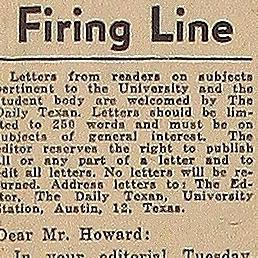 Firing Line
Letters from readers on subjects
pertinent to the University and the
student body are welcomed by The
Daily Texan. Letters should be lim-
ited to 250 words and must be on
subjects of general interest. The
editor reserves the right to publish
all or any part of a letter and to
edit all letters. No letters will be re-
turned. Address letters to: The Ed-
itor, The Daily Texan, University
Station, Austin, 12, Texas.
Dear Mr. Howard:
In your editorial Tuesday